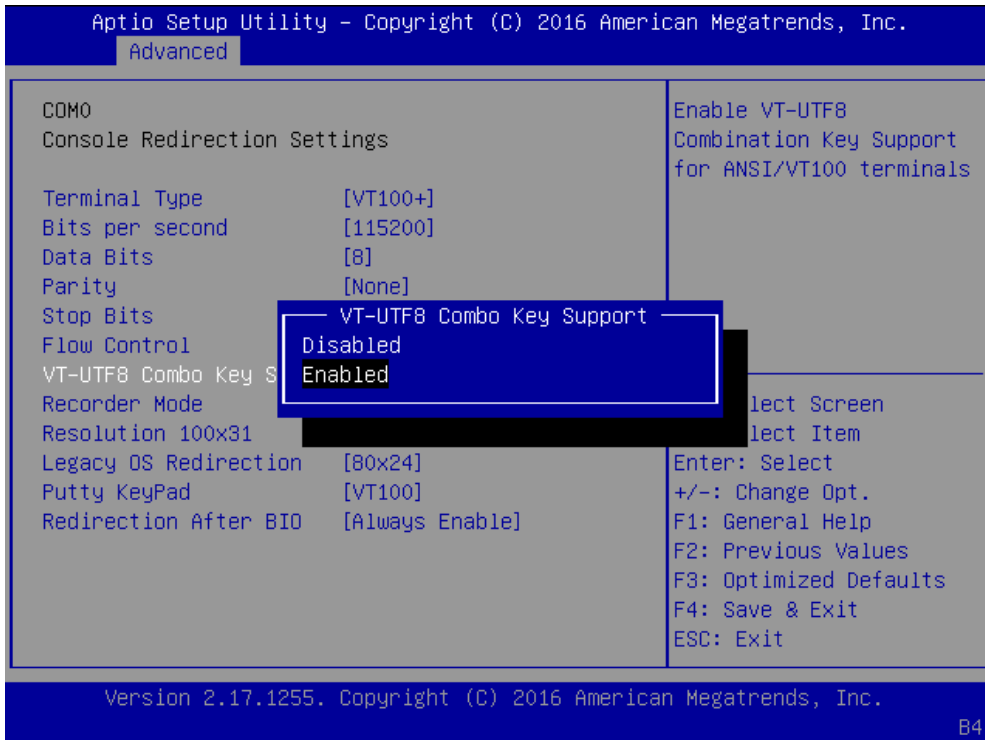 Aptio Setup Utility – Copyright (C) 2016 American Megatrends, Inc.
Advanced
COM0
Console Redirection Settings
Terminal Type [VT100+]
Bits per second [115200]
Data Bits [8]
Parity [None]
Stop Bits
Flow Control
VT-UTF8 Combo Key S
Recorder Mode
Resolution 100x31
Legacy OS Redirection [80x24]
Putty KeyPad [VT100]
Redirection After BIO [Always Enable]
VT-UTF8 Combo Key Support
Disabled
Enabled
Enable VT-UTF8
Combination Key Support
for ANSI/VT100 terminals
lect Screen
lect Item
Enter: Select
+/-: Change Opt.
F1: General Help
F2: Previous Values
F3: Optimized Defaults
F4: Save & Exit
ESC: Exit
Version 2.17.1255. Copyright (C) 2016 American Megatrends, Inc.
B4